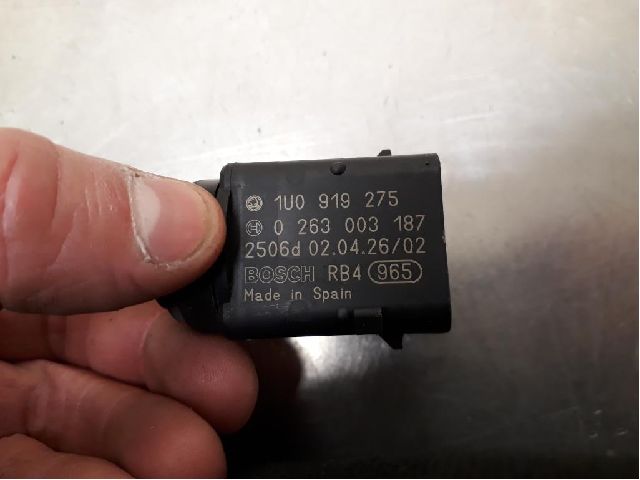 1U0 919 275
0 263 003 187
2506d 02.04.26/02
BOSCH RB4 965
Made in Spain